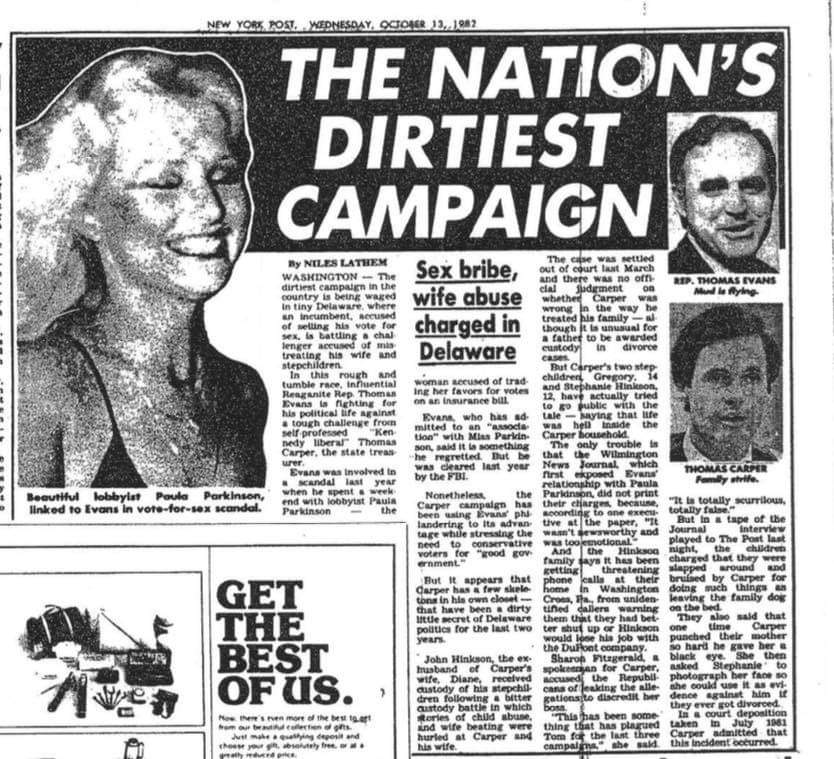 NEW YORK POST, WEDNESDAY, OCTOBER 13, 1982
THE NATION'S
DIRTIEST
CAMPAIGN
Beautiful lobbyist Paula Parkinson,
linked to Evans in vote-for-sex scandal.
By NILES LATHEM
WASHINGTON — The
dirtiest campaign in the
country is being waged
in tiny Delaware, where
an incumbent, accused
of selling his vote for
sex, is battling a chal-
lenger accused of mis-
treating his wife and
stepchildren.
In this rough and
tumble race, influential
Reaganite Rep. Thomas
Evans is fighting for
his political life against
a tough challenge from
self-professed "Ken-
nedy liberal" Thomas
Carper, the state treas-
urer.
Evans was involved in
a scandal last year
when he spent a week-
end with lobbyist Paula
Parkinson — the
Sex bribe,
wife abuse
charged in
Delaware
woman accused of trad-
ing her favors for votes
on an insurance bill.
Evans, who has ad-
mitted to an "associa-
tion" with Miss Parkin-
son, said it is something
he regretted. But he
was cleared last year
by the FBI.
Nonetheless, the
Carper campaign has
been using Evans' phi-
landering to its advan-
tage while stressing the
need to conservative
voters for "good gov-
ernment."
But it appears that
Carper has a few skele-
tons in his own closet —
that have been a dirty
little secret of Delaware
politics for the last two
years.
John Hinkson, the ex-
husband of Carper's
wife, Diane, received
custody of his stepchil-
dren following a bitter
custody battle in which
stories of child abuse,
and wife beating were
hurled at Carper and
his wife.
The case was settled
out of court last March
and there was no offi-
cial judgment on
whether Carper was
wrong in the way he
treated his family — al-
though it is unusual for
a father to be awarded
custody in divorce
cases.
But Carper's two step-
children, Gregory, 14
and Stephanie Hinkson,
12, have actually tried
to go public with the
tale — saying that life
was hell inside the
Carper household.
The only trouble is
that the Wilmington
News Journal, which
first exposed Evans'
relationship with Paula
Parkinson, did not print
their charges, because,
according to one execu-
tive at the paper, "It
wasn't newsworthy and
was too emotional."
And the Hinkson
family says it has been
getting threatening
phone calls at their
home in Washington
Cross, Pa., from uniden-
tified callers warning
them that they had bet-
ter shut up or Hinkson
would lose his job with
the DuPont company.
Sharon Fitzgerald, a
spokesman for Carper,
accused the Republi-
cans of leaking the alle-
gations to discredit her
boss.
"This has been some-
thing that has plagued
Tom for the last three
campaigns," she said.
REP. THOMAS EVANS
Mud is flying.
THOMAS CARPER
Family strife.
"It is totally scurrilous,
totally false."
But in a tape of the
Journal interview
played to The Post last
night, the children
charged that they were
slapped around and
bruised by Carper for
doing such things as
leaving the family dog
on the bed.
They also said that
one time Carper
punched their mother
so hard he gave her a
black eye. She then
asked Stephanie to
photograph her face so
she could use it as evi-
dence against him if
they ever got divorced.
In a court deposition
taken in July 1981
Carper admitted that
this incident occurred.
GET
THE
BEST
OF US.
Now, there's even more of the best to get
from our beautiful collection of gifts.
Just make a qualifying deposit and
choose your gift, absolutely free, or at a
greatly reduced price.